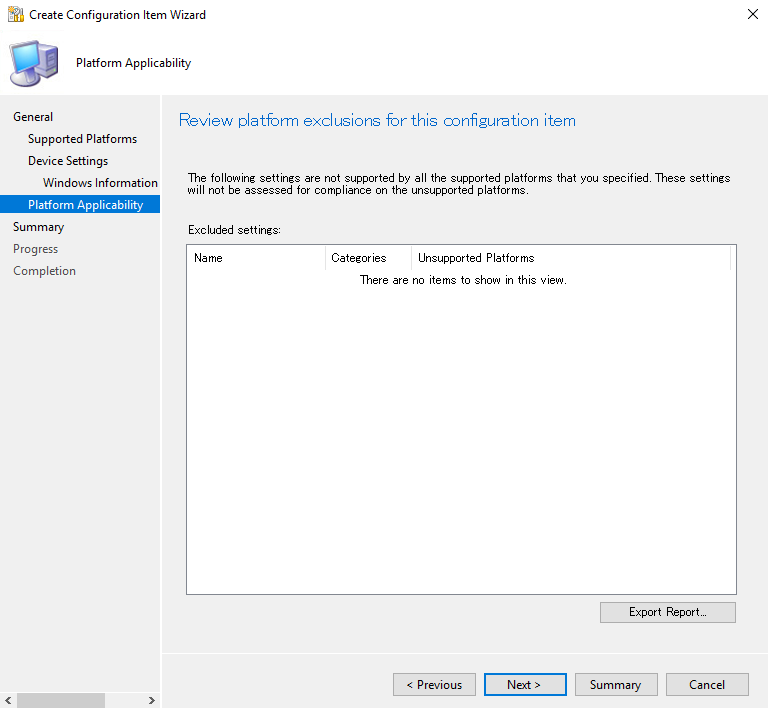 Create Configuration Item Wizard
Platform Applicability
General
Supported Platforms
Device Settings
Windows Information
Platform Applicability
Summary
Progress
Completion
Review platform exclusions for this configuration item
The following settings are not supported by all the supported platforms that you specified. These settings
will not be assessed for compliance on the unsupported platforms.
Excluded settings:
Name Categories Unsupported Platforms
There are no items to show in this view.
Export Report...
< Previous Next > Summary Cancel